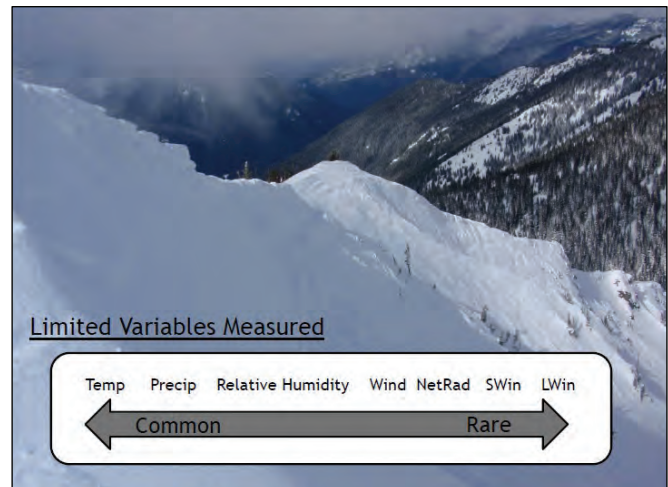 Limited Variables Measured
Temp Precip Relative Humidity Wind NetRad SWin LWin
Common Rare